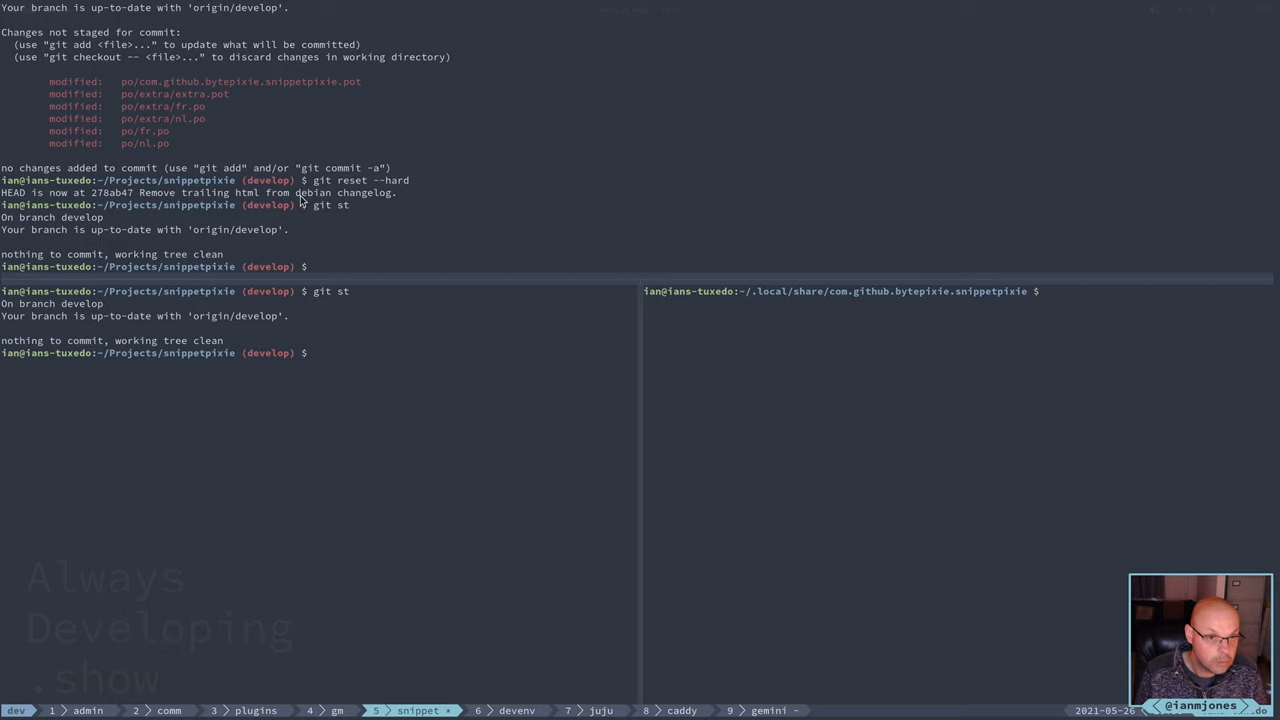 Your branch is up-to-date with 'origin/develop'.
Changes not staged for commit:
(use "git add <file>..." to update what will be committed)
(use "git checkout -- <file>..." to discard changes in working directory)
modified: po/com.github.bytepixie.snippetpixie.pot
modified: po/extra/extra.pot
modified: po/extra/fr.po
modified: po/extra/nl.po
modified: po/fr.po
modified: po/nl.po
no changes added to commit (use "git add" and/or "git commit -a")
ian@ians-tuxedo:~/Projects/snippetpixie (develop) $ git reset --hard
HEAD is now at 278ab47 Remove trailing html from debian changelog.
ian@ians-tuxedo:~/Projects/snippetpixie (develop) $ git st
On branch develop
Your branch is up-to-date with 'origin/develop'.
nothing to commit, working tree clean
ian@ians-tuxedo:~/Projects/snippetpixie (develop) $
ian@ians-tuxedo:~/Projects/snippetpixie (develop) $ git st
On branch develop
Your branch is up-to-date with 'origin/develop'.
nothing to commit, working tree clean
ian@ians-tuxedo:~/Projects/snippetpixie (develop) $
ian@ians-tuxedo:~/.local/share/com.github.bytepixie.snippetpixie $
Always
Developing
.show
dev 1 admin 2 comm 3 plugins 4 gm 5 snippet * 6 devenv 7 juju 8 caddy 9 gemini - 2021-05-26
@ianmjones